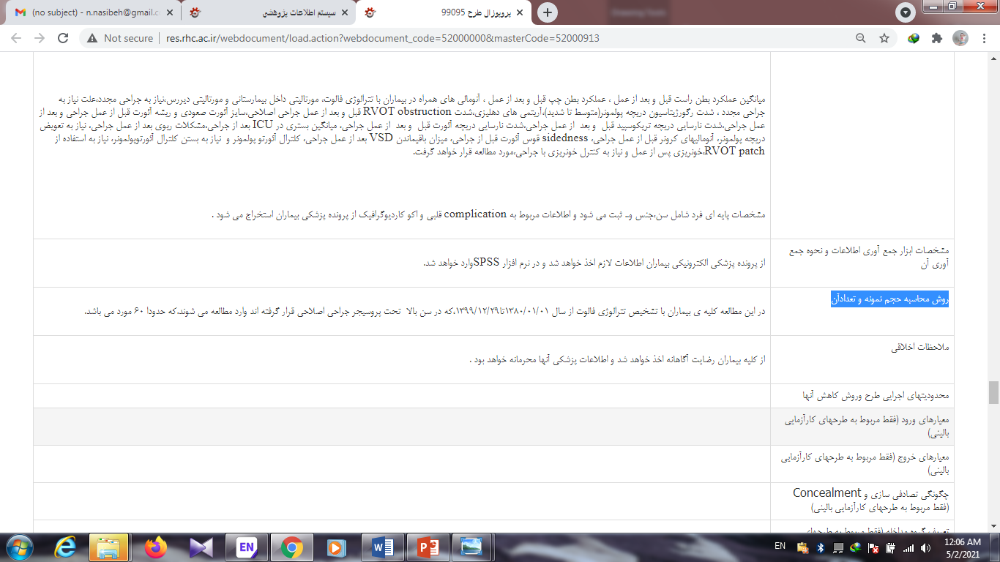 (no subject) - n.nasibeh@gmail.c
سیستم اطلاعات پژوهشی
پروپوزال طرح 99095
Not secure
res.rhc.ac.ir/webdocument/load.action?webdocument_code=52000000&masterCode=52000913
میانگین عملکرد بطن راست قبل و بعد از عمل ، عملکرد بطن چپ قبل و بعد از عمل ، آنومالی های همراه در بیماران با تترالوژی فالوت، مورتالیتی داخل بیمارستانی و مورتالیتی دیررس،نیاز به جراحی مجدد،علت نیاز به
جراحی مجدد ، شدت رگورژیتاسیون دریچه پولمونر(متوسط تا شدید)،آریتمی های دهلیزی،شدت RVOT obstruction قبل و بعد از عمل جراحی اصلاحی،سایز آئورت صعودی و ریشه آئورت قبل از عمل جراحی و بعد از
عمل جراحی،شدت نارسایی دریچه تریکوسپید قبل و بعد از عمل جراحی،شدت نارسایی دریچه آئورت قبل و بعد از عمل جراحی، میانگین بستری در ICU بعد از جراحی،مشکلات ریوی بعد از عمل جراحی، نیاز به تعویض
دریچه پولمونر، آنومالیهای کرونر قبل از عمل جراحی، sidedness قوس آئورت قبل از جراحی، میزان باقیماندن VSD بعد از عمل جراحی، کلترال آئورتو پولمونر و نیاز به بستن کلترال آئورتوپولمونر، نیاز به استفاده از
RVOT patch،خونریزی پس از عمل و نیاز به کنترل خونریزی با جراحی،مورد مطالعه قرار خواهد گرفت.
مشخصات پایه ای فرد شامل سن،جنس و.. ثبت می شود و اطلاعات مربوط به complication قلبی و اکو کاردیوگرافیک از پرونده پزشکی بیماران استخراج می شود .
مشخصات ابزار جمع آوری اطلاعات و نحوه جمع
آوری آن
از پرونده پزشکی الکترونیکی بیماران اطلاعات لازم اخذ خواهد شد و در نرم افزار SPSSوارد خواهد شد.
روش محاسبه حجم نمونه و تعدادآن
در این مطالعه کلیه ی بیماران با تشخیص تترالوژی فالوت از سال ۱۳۸۰/۰۱/۰۱تا۱۳۹۹/۱۲/۲۹،که در سن بالا تحت پروسیجر جراحی اصلاحی قرار گرفته اند وارد مطالعه می شوند.که حدودا ۶۰ مورد می باشد.
ملاحظات اخلاقی
از کلیه بیماران رضایت آگاهانه اخذ خواهد شد و اطلاعات پزشکی آنها محرمانه خواهد بود .
محدودیتهای اجرایی طرح وروش کاهش آنها
معیارهای ورود (فقط مربوط به طرحهای کارآزمایی
بالینی)
معیارهای خروج (فقط مربوط به طرحهای کارآزمایی
بالینی)
چگونگی تصادفی سازی و Concealment
(فقط مربوط به طرحهای کارآزمایی بالینی)
EN
EN
12:06 AM
5/2/2021